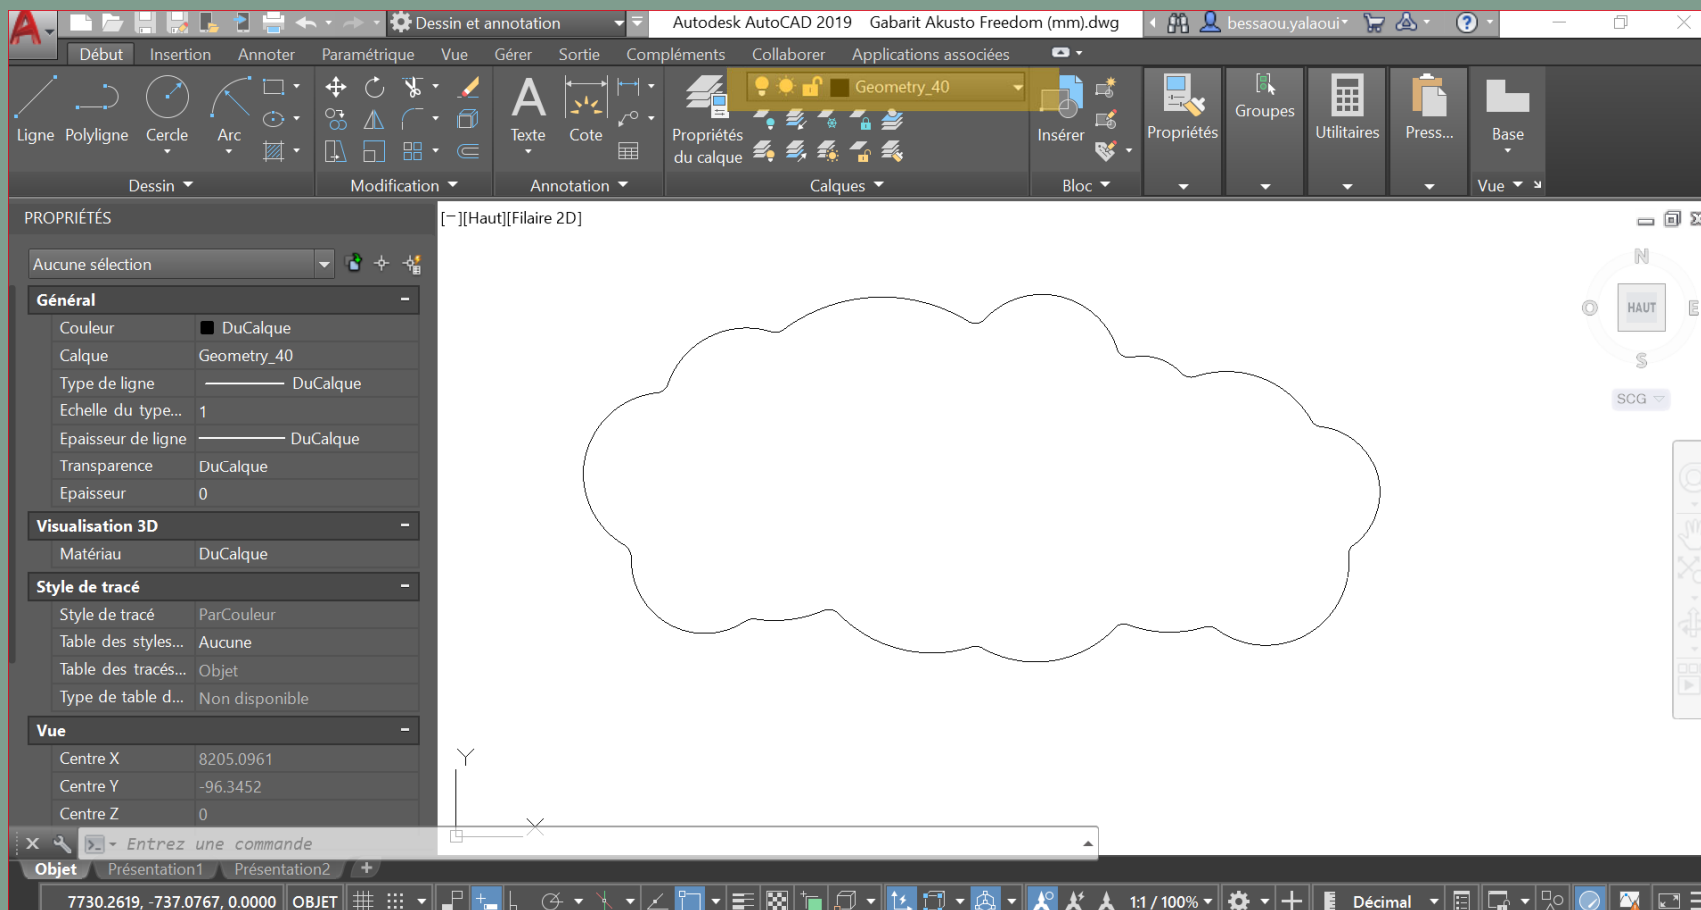 Dessin et annotation
Autodesk AutoCAD 2019 Gabarit Akusto Freedom (mm).dwg
bessaou.yalaoui
Début Insertion Annoter Paramétrique Vue Gérer Sortie Compléments Collaborer Applications associées
Geometry_40
Ligne Polyligne Cercle Arc
Texte Cote
Propriétés
du calque
Insérer
Propriétés
Groupes
Utilitaires
Press...
Base
Dessin Modification Annotation Calques Bloc Vue
PROPRIÉTÉS
[−][Haut][Filaire 2D]
Aucune sélection
Général
Couleur DuCalque
Calque Geometry_40
Type de ligne DuCalque
Echelle du type... 1
Epaisseur de ligne DuCalque
Transparence DuCalque
Epaisseur 0
Visualisation 3D
Matériau DuCalque
Style de tracé
Style de tracé ParCouleur
Table des styles... Aucune
Table des tracés... Objet
Type de table d... Non disponible
Vue
Centre X 8205.0961
Centre Y -96.3452
Centre Z 0
N
O HAUT E
S
SCG
Y
X
Entrez une commande
Objet Présentation1 Présentation2 +
7730.2619, -737.0767, 0.0000 OBJET 1:1 / 100% Décimal